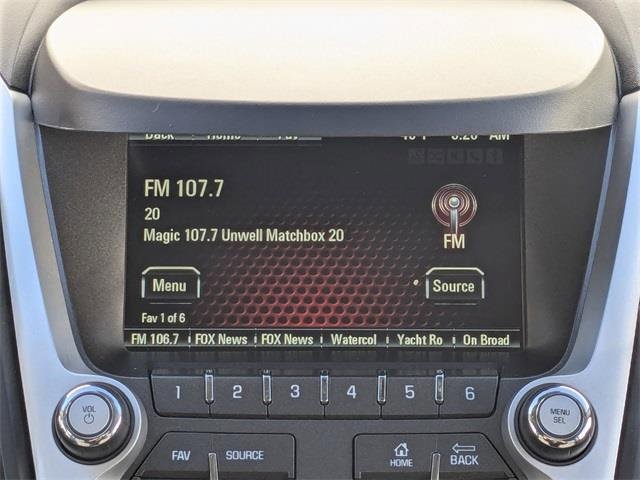 AM
FM 107.7
20
Magic 107.7 Unwell Matchbox 20
FM
Menu
Source
Fav 1 of 6
FM 106.7 FOX News FOX News Watercol Yacht Ro On Broad
1 2 3 4 5 6
VOL
MENU
SEL
FAV SOURCE
HOME
BACK